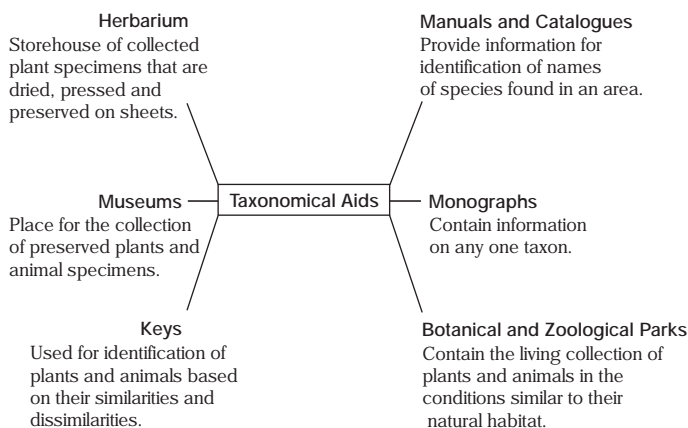 Herbarium
Storehouse of collected
plant specimens that are
dried, pressed and
preserved on sheets.
Manuals and Catalogues
Provide information for
identification of names
of species found in an area.
Taxonomical Aids
Museums
Place for the collection
of preserved plants and
animal specimens.
Monographs
Contain information
on any one taxon.
Keys
Used for identification of
plants and animals based
on their similarities and
dissimilarities.
Botanical and Zoological Parks
Contain the living collection of
plants and animals in the
conditions similar to their
natural habitat.